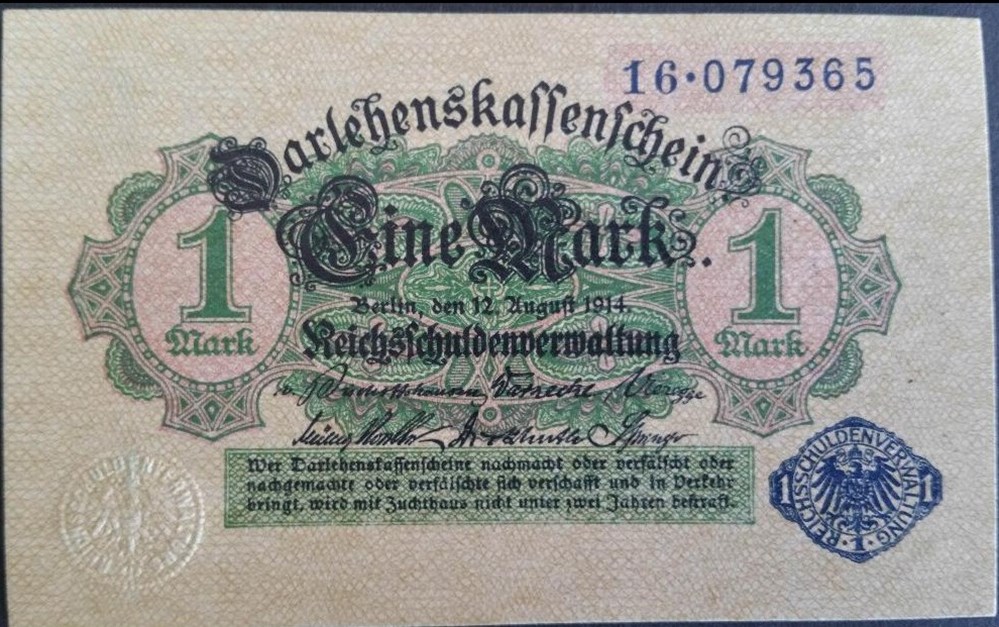 16·079365
Darlehenskassenschein.
Eine Mark.
1 Mark
1 Mark
Berlin, den 12. August 1914.
Reichsschuldenverwaltung
Warnecke
Wer Darlehenskassenscheine nachmacht oder verfälscht oder
nachgemachte oder verfälschte sich verschafft und in Verkehr
bringt, wird mit Zuchthaus nicht unter zwei Jahren bestraft.
REICHSSCHULDENVERWALTUNG
1 1
·1·